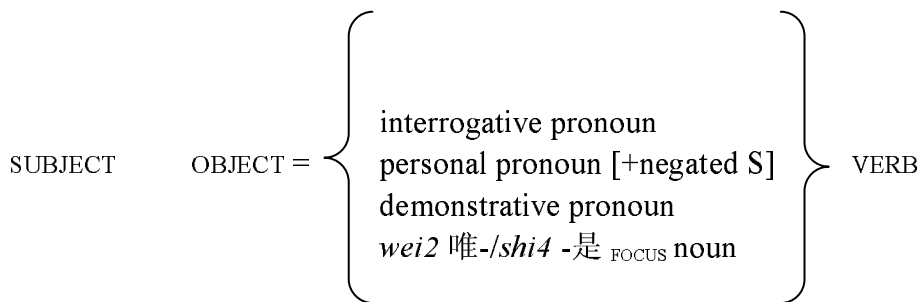 interrogative pronoun
SUBJECT OBJECT = personal pronoun [+negated S] VERB
demonstrative pronoun
wei2 唯-/shi4 -是 FOCUS noun